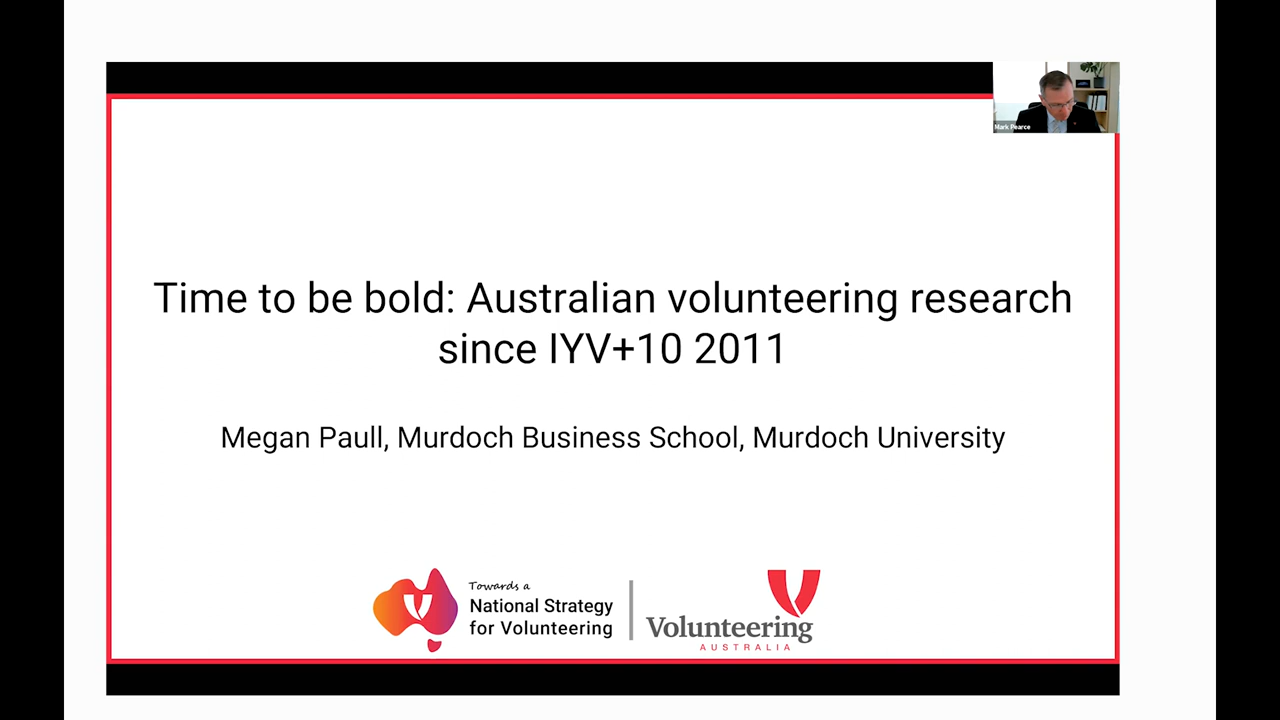 Mark Pearce
Time to be bold: Australian volunteering research
since IYV+10 2011
Megan Paull, Murdoch Business School, Murdoch University
Towards a
National Strategy
for Volunteering
Volunteering
AUSTRALIA